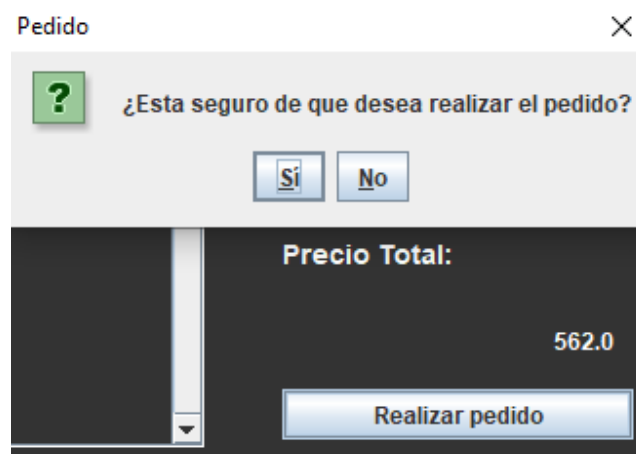 Pedido
¿Esta seguro de que desea realizar el pedido?
Sí No
Precio Total:
562.0
Realizar pedido